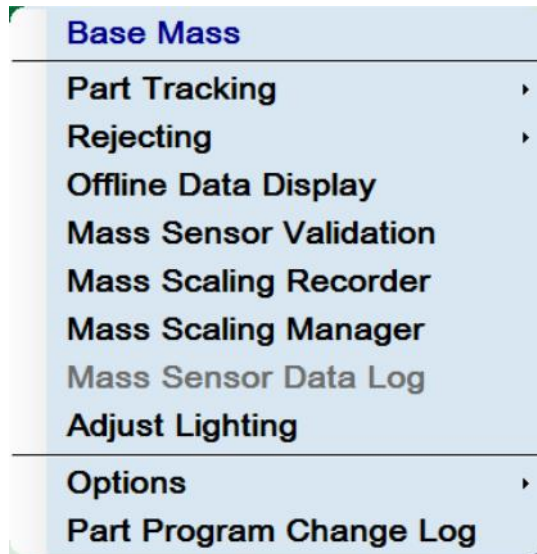 Base Mass
Part Tracking
Rejecting
Offline Data Display
Mass Sensor Validation
Mass Scaling Recorder
Mass Scaling Manager
Mass Sensor Data Log
Adjust Lighting
Options
Part Program Change Log